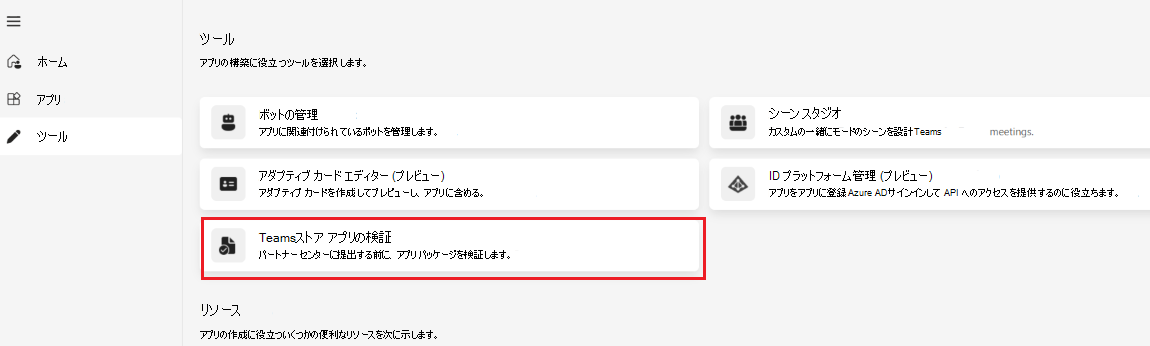 ホーム
アプリ
ツール
ツール
アプリの構築に役立つツールを選択します。
ボットの管理
アプリに関連付けられているボットを管理します。
シーン スタジオ
カスタムの一緒にモードのシーンを設計Teams meetings.
アダプティブ カード エディター (プレビュー)
アダプティブ カードを作成してプレビューし、アプリに含める。
ID プラットフォーム管理 (プレビュー)
アプリをアプリに登録 Azure ADサインインして API へのアクセスを提供するのに役立ちます。
Teamsストア アプリの検証
パートナー センターに提出する前に、アプリ パッケージを検証します。
リソース
アプリの作成に役立ついくつかの便利なリソースを次に示します。